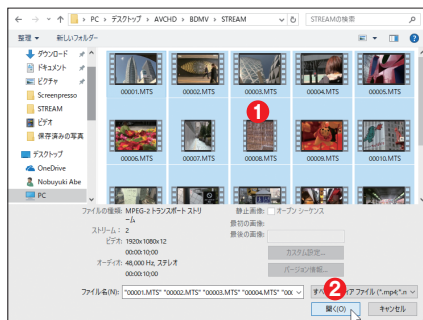 PC › デスクトップ › AVCHD › BDMV › STREAM
STREAMの検索
整理 新しいフォルダー
ダウンロード
ドキュメント
ピクチャ
Screenpresso
STREAM
ビデオ
保存済みの写真
デスクトップ
OneDrive
Nobuyuki Abe
PC
00001.MTS 00002.MTS 00003.MTS 00004.MTS 00005.MTS
1
00006.MTS 00007.MTS 00008.MTS 00009.MTS 00010.MTS
ファイルの種類: MPEG-2 トランスポート ストリーム
ストリーム: 2
ビデオ: 1920x1080x12
00:00:10;00
オーディオ: 48,000 Hz, ステレオ
00:00:10;00
静止画像: オープン シーケンス
最初の画像:
最後の画像:
カスタム設定...
バージョン情報...
ファイル名(N): "00001.MTS" "00002.MTS" "00003.MTS" "00004.MTS" "00(
2
ァファイル (*.mp4;*.n
開く(O) キャンセル